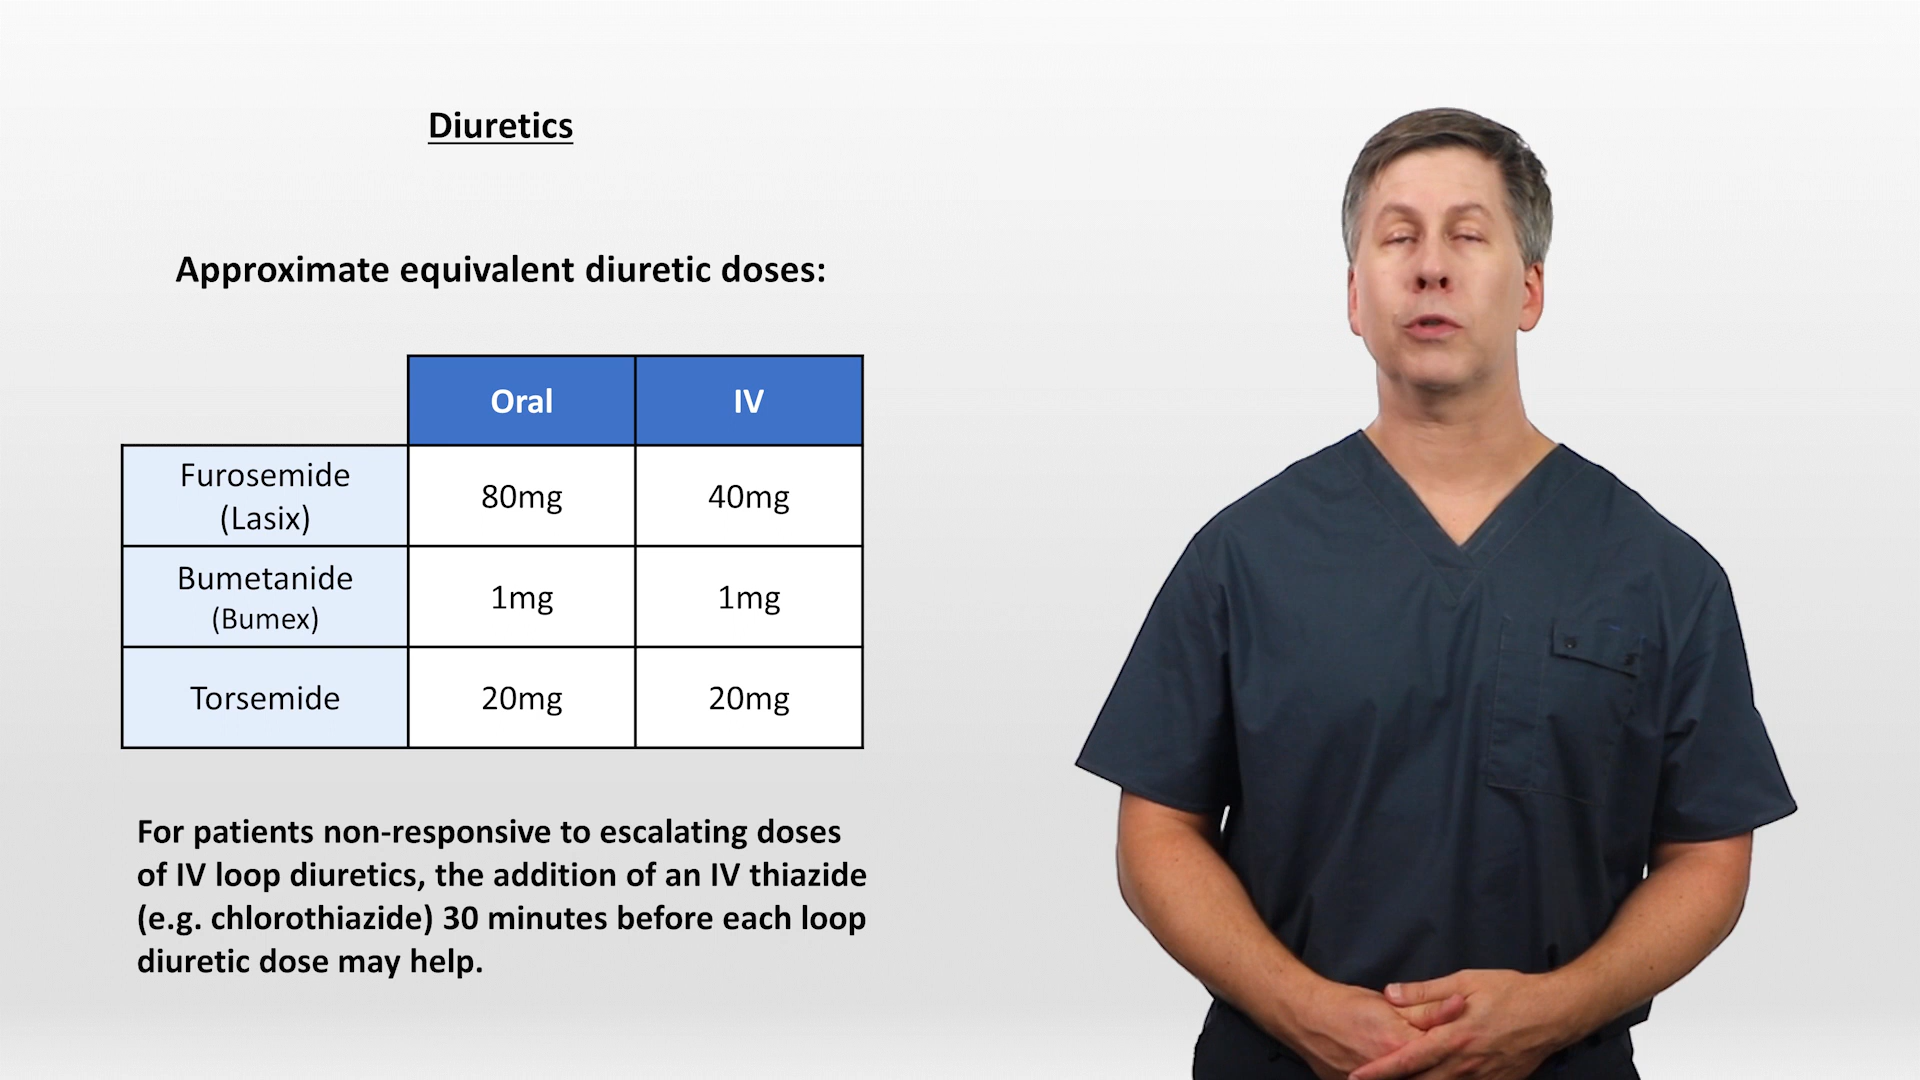 Diuretics
Approximate equivalent diuretic doses:
Oral IV
Furosemide
(Lasix)
80mg 40mg
Bumetanide
(Bumex)
1mg 1mg
Torsemide 20mg 20mg
For patients non-responsive to escalating doses
of IV loop diuretics, the addition of an IV thiazide
(e.g. chlorothiazide) 30 minutes before each loop
diuretic dose may help.